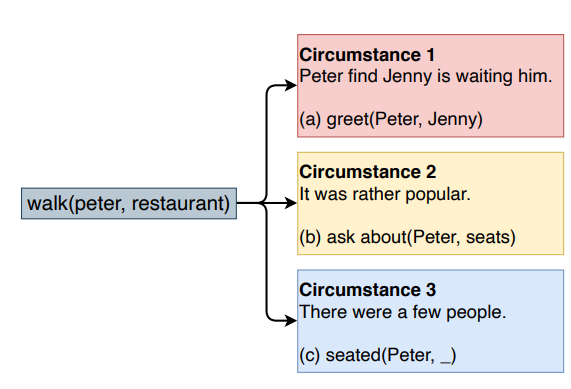 Circumstance 1
Peter find Jenny is waiting him.
(a) greet(Peter, Jenny)
walk(peter, restaurant)
Circumstance 2
It was rather popular.
(b) ask about(Peter, seats)
Circumstance 3
There were a few people.
(c) seated(Peter, _)